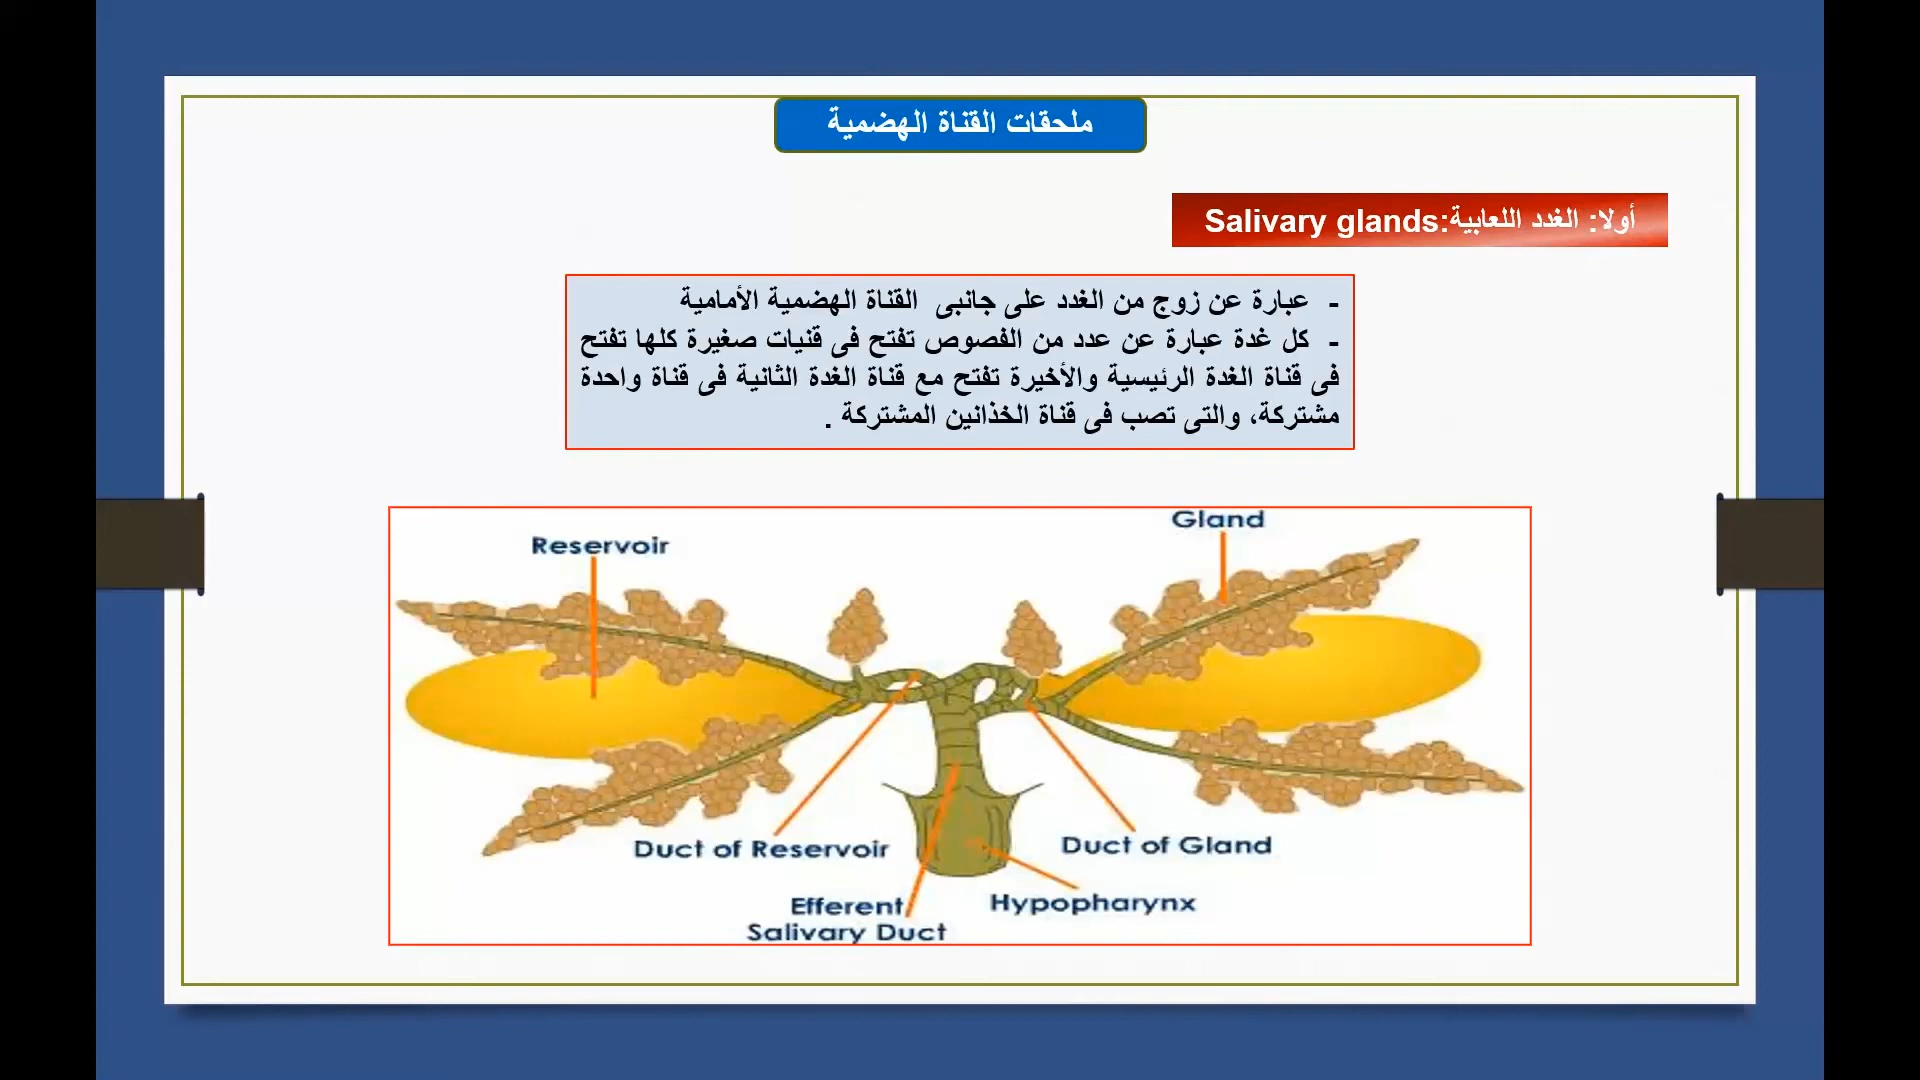 ملحقات القناة الهضمية
أولا: الغدد اللعابية:Salivary glands
- عبارة عن زوج من الغدد على جانبى القناة الهضمية الأمامية
- كل غدة عبارة عن عدد من الفصوص تفتح فى قنيات صغيرة كلها تفتح
فى قناة الغدة الرئيسية والأخيرة تفتح مع قناة الغدة الثانية فى قناة واحدة
مشتركة، والتى تصب فى قناة الخذانين المشتركة .
Gland
Reservoir
Duct of Reservoir
Duct of Gland
Efferent
Salivary Duct
Hypopharynx